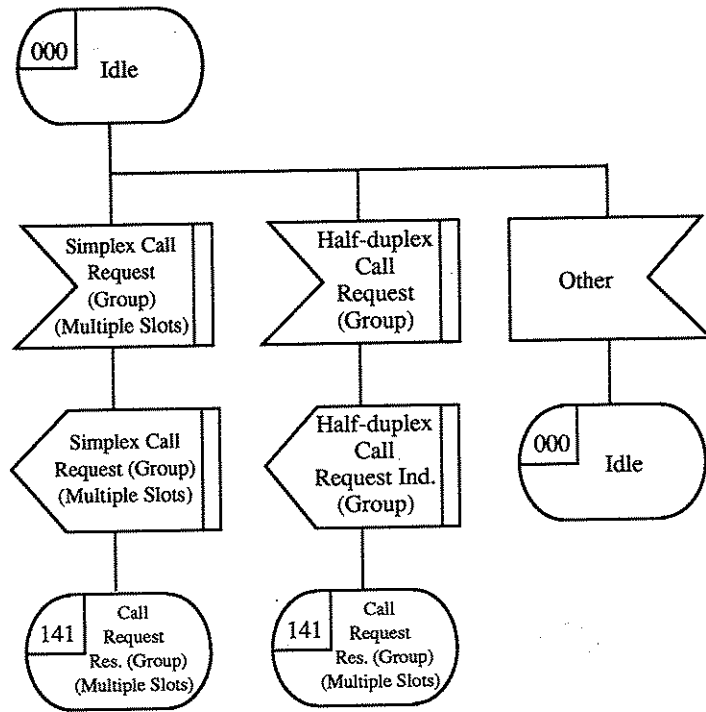 000
Idle
Simplex Call
Request
(Group)
(Multiple Slots)
Half-duplex
Call
Request
(Group)
Other
Simplex Call
Request (Group)
(Multiple Slots)
Half-duplex
Call
Request Ind.
(Group)
000
Idle
141
Call
Request
Res. (Group)
(Multiple Slots)
141
Call
Request
Res. (Group)
(Multiple Slots)